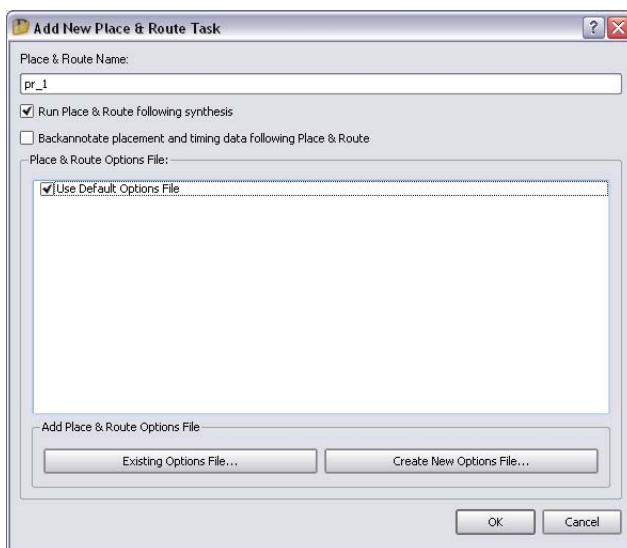 Add New Place & Route Task
Place & Route Name:
pr_1
Run Place & Route following synthesis
Backannotate placement and timing data following Place & Route
Place & Route Options File:
Use Default Options File
Add Place & Route Options File
Existing Options File...
Create New Options File...
OK
Cancel